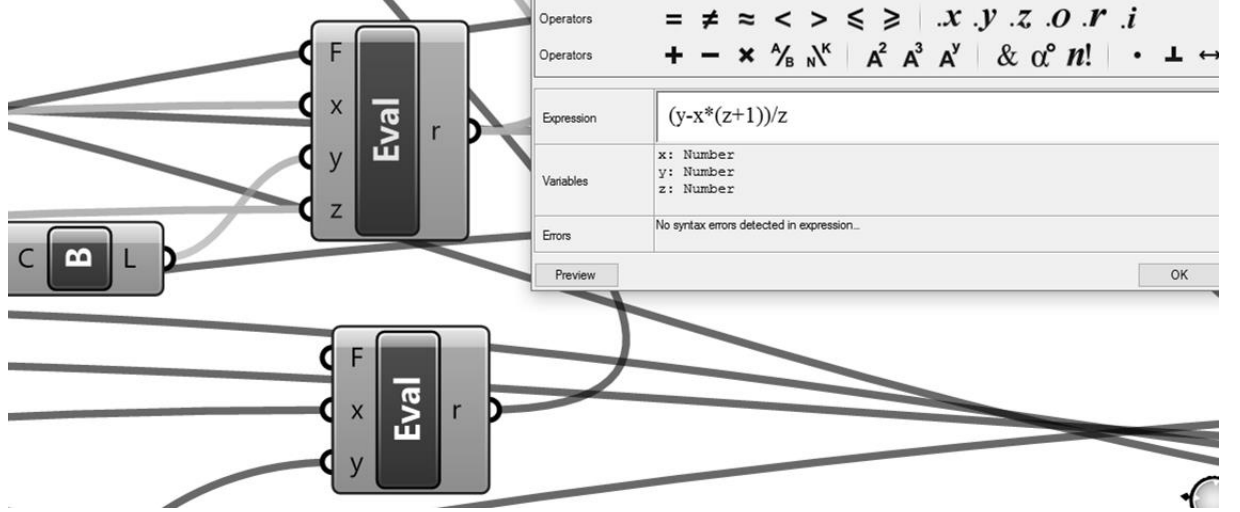 Operators = ≠ ≈ < > ⩽ ⩾ .x .y .z .o .r .i
Operators + − × A/B N\K A² A³ Aʸ & α° n! · ⊥ ↔
Expression (y-x*(z+1))/z
Variables
x: Number
y: Number
z: Number
Errors No syntax errors detected in expression...
Preview OK
F
x
y
z
Eval
r
C B L
F
x
y
Eval
r